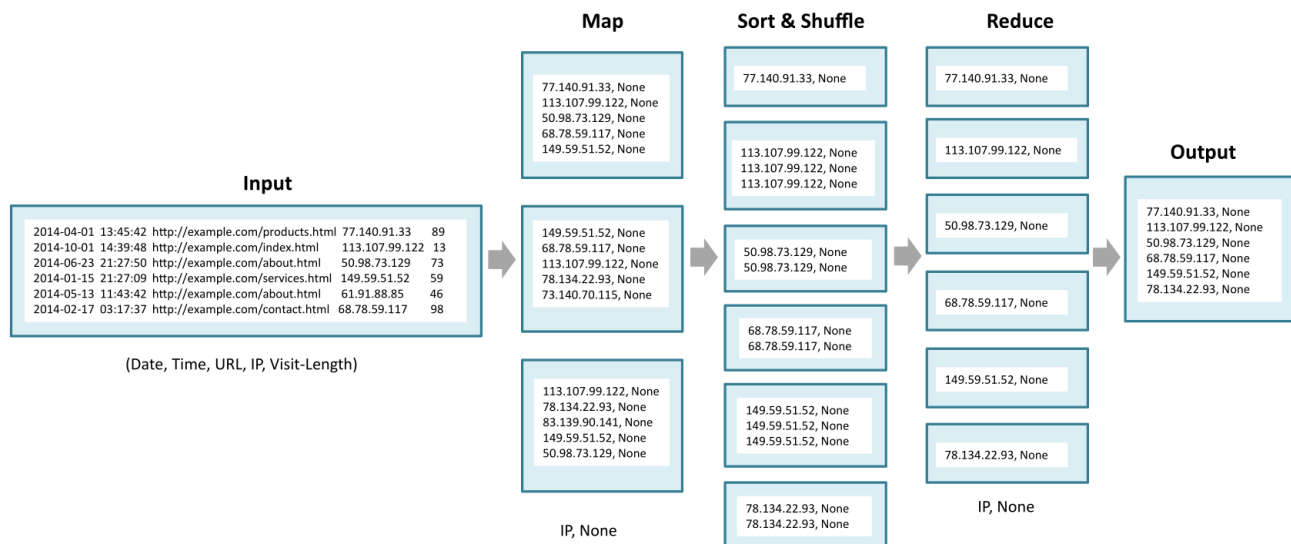 Map
Sort & Shuffle
Reduce
Output
Input
2014-04-01 13:45:42 http://example.com/products.html 77.140.91.33 89
2014-10-01 14:39:48 http://example.com/index.html 113.107.99.122 13
2014-06-23 21:27:50 http://example.com/about.html 50.98.73.129 73
2014-01-15 21:27:09 http://example.com/services.html 149.59.51.52 59
2014-05-13 11:43:42 http://example.com/about.html 61.91.88.85 46
2014-02-17 03:17:37 http://example.com/contact.html 68.78.59.117 98
(Date, Time, URL, IP, Visit-Length)
77.140.91.33, None
113.107.99.122, None
50.98.73.129, None
68.78.59.117, None
149.59.51.52, None
149.59.51.52, None
68.78.59.117, None
113.107.99.122, None
78.134.22.93, None
73.140.70.115, None
113.107.99.122, None
78.134.22.93, None
83.139.90.141, None
149.59.51.52, None
50.98.73.129, None
IP, None
77.140.91.33, None
113.107.99.122, None
113.107.99.122, None
113.107.99.122, None
50.98.73.129, None
50.98.73.129, None
68.78.59.117, None
68.78.59.117, None
149.59.51.52, None
149.59.51.52, None
149.59.51.52, None
78.134.22.93, None
78.134.22.93, None
77.140.91.33, None
113.107.99.122, None
50.98.73.129, None
68.78.59.117, None
149.59.51.52, None
78.134.22.93, None
IP, None
77.140.91.33, None
113.107.99.122, None
50.98.73.129, None
68.78.59.117, None
149.59.51.52, None
78.134.22.93, None